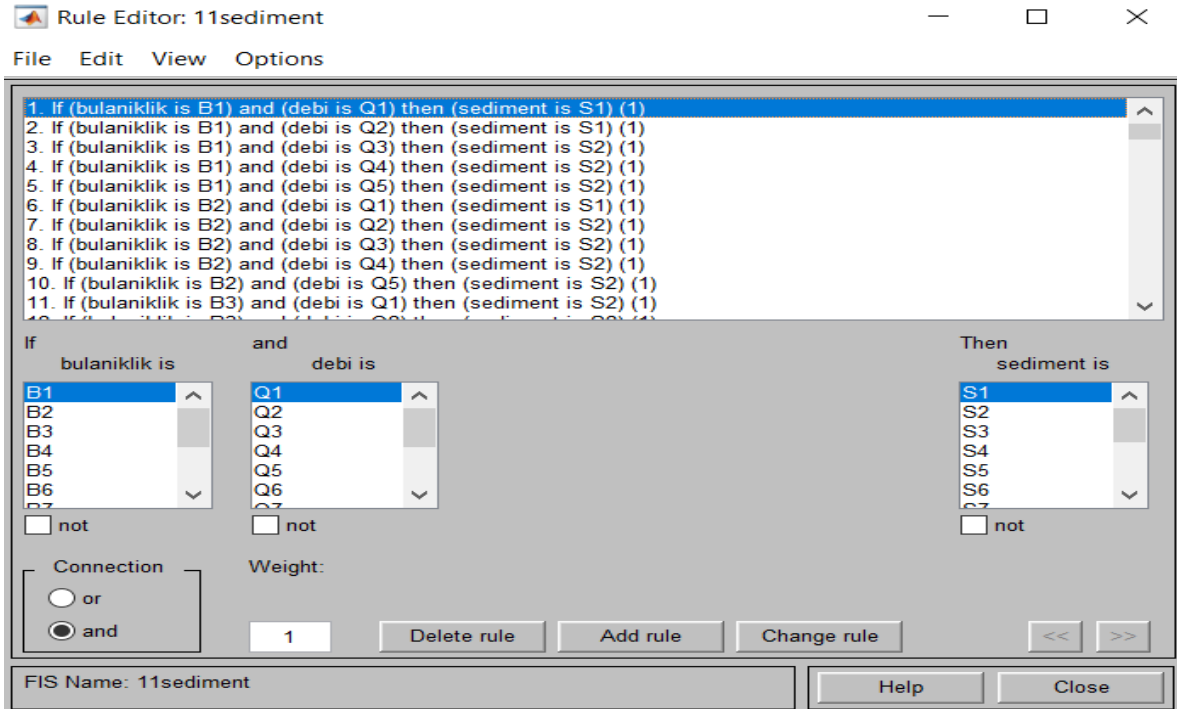 Rule Editor: 11sediment
File Edit View Options
1. If (bulaniklik is B1) and (debi is Q1) then (sediment is S1) (1)
2. If (bulaniklik is B1) and (debi is Q2) then (sediment is S1) (1)
3. If (bulaniklik is B1) and (debi is Q3) then (sediment is S2) (1)
4. If (bulaniklik is B1) and (debi is Q4) then (sediment is S2) (1)
5. If (bulaniklik is B1) and (debi is Q5) then (sediment is S2) (1)
6. If (bulaniklik is B2) and (debi is Q1) then (sediment is S1) (1)
7. If (bulaniklik is B2) and (debi is Q2) then (sediment is S2) (1)
8. If (bulaniklik is B2) and (debi is Q3) then (sediment is S2) (1)
9. If (bulaniklik is B2) and (debi is Q4) then (sediment is S2) (1)
10. If (bulaniklik is B2) and (debi is Q5) then (sediment is S2) (1)
11. If (bulaniklik is B3) and (debi is Q1) then (sediment is S2) (1)
If and Then
bulaniklik is debi is sediment is
B1 Q1 S1
B2 Q2 S2
B3 Q3 S3
B4 Q4 S4
B5 Q5 S5
B6 Q6 S6
not not not
Connection Weight:
or
and 1 Delete rule Add rule Change rule << >>
FIS Name: 11sediment Help Close